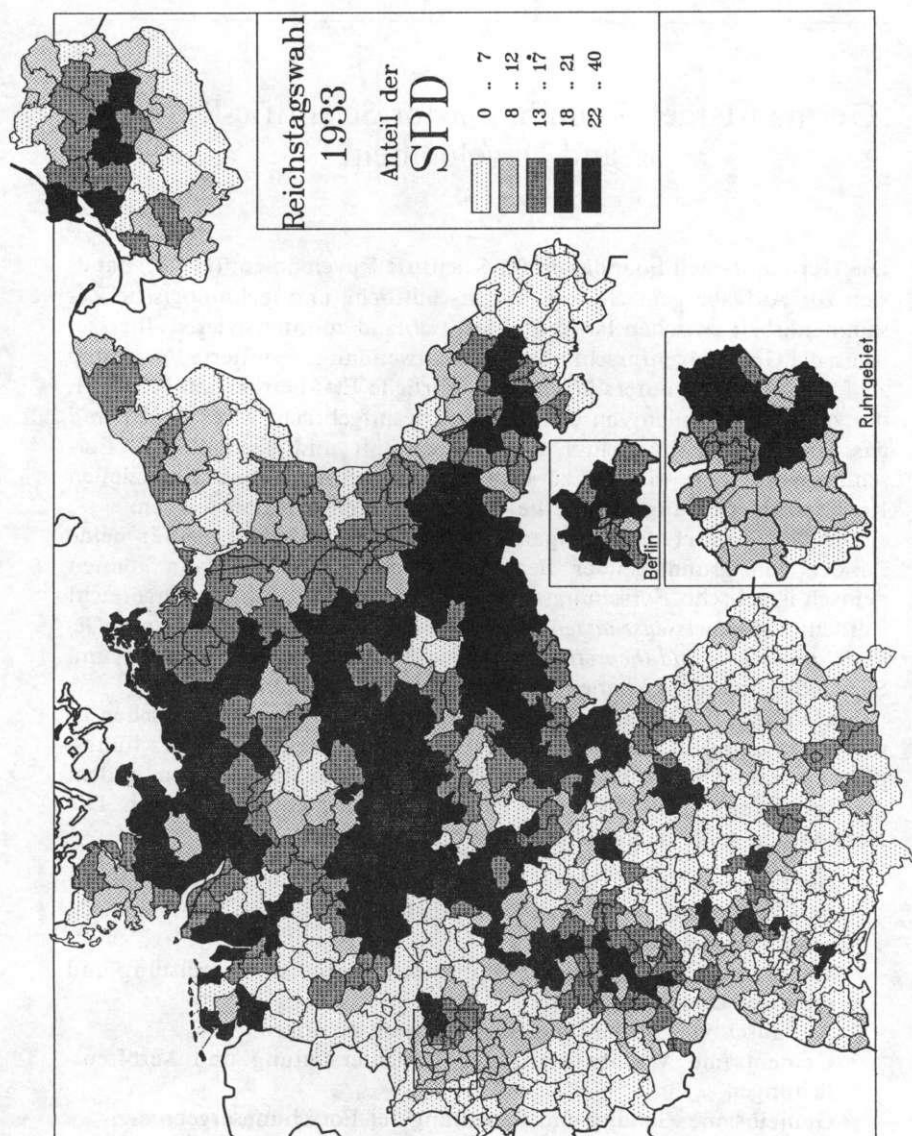 Reichstagswahl
1933
Anteil der
SPD
0 .. 7
8 .. 12
13 .. 17
18 .. 21
22 .. 40
Berlin
Ruhrgebiet